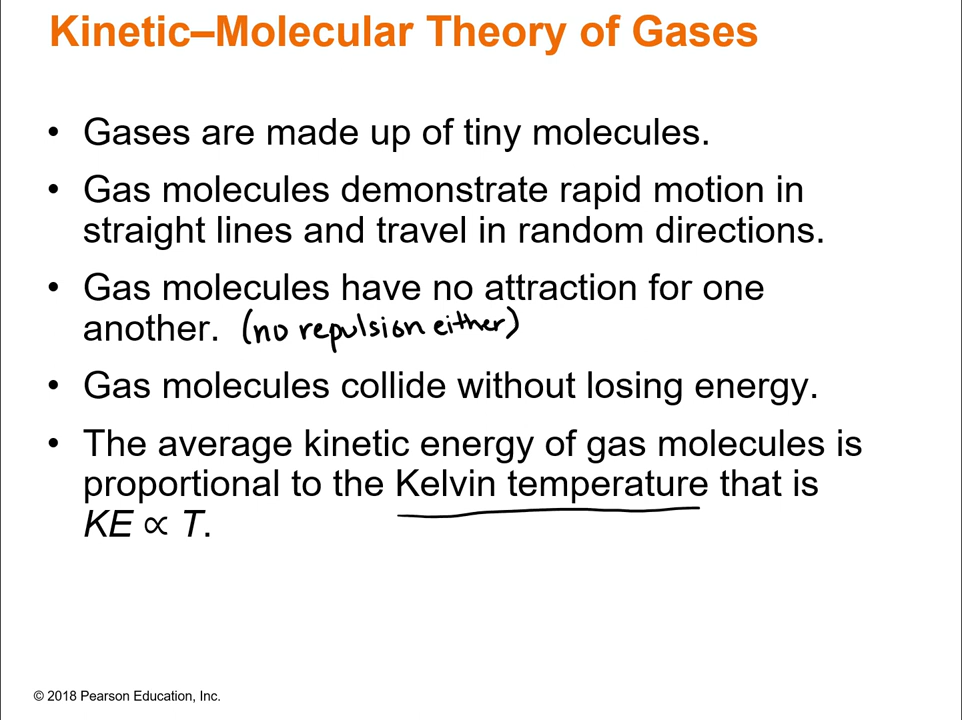 Kinetic–Molecular Theory of Gases
• Gases are made up of tiny molecules.
• Gas molecules demonstrate rapid motion in
straight lines and travel in random directions.
• Gas molecules have no attraction for one
another. (no repulsion either)
• Gas molecules collide without losing energy.
• The average kinetic energy of gas molecules is
proportional to the Kelvin temperature that is
KE ∝ T.
© 2018 Pearson Education, Inc.